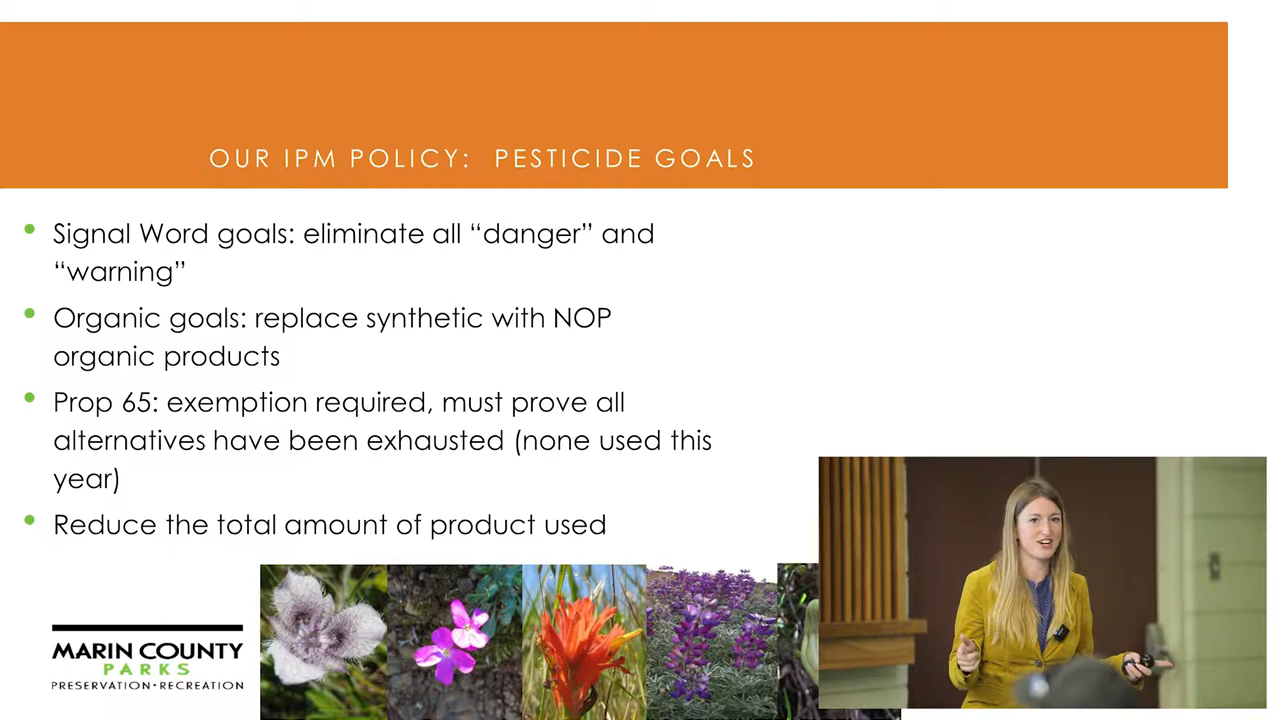 OUR IPM POLICY: PESTICIDE GOALS
• Signal Word goals: eliminate all “danger” and
“warning”
• Organic goals: replace synthetic with NOP
organic products
• Prop 65: exemption required, must prove all
alternatives have been exhausted (none used this
year)
• Reduce the total amount of product used
MARIN COUNTY
PARKS
PRESERVATION·RECREATION